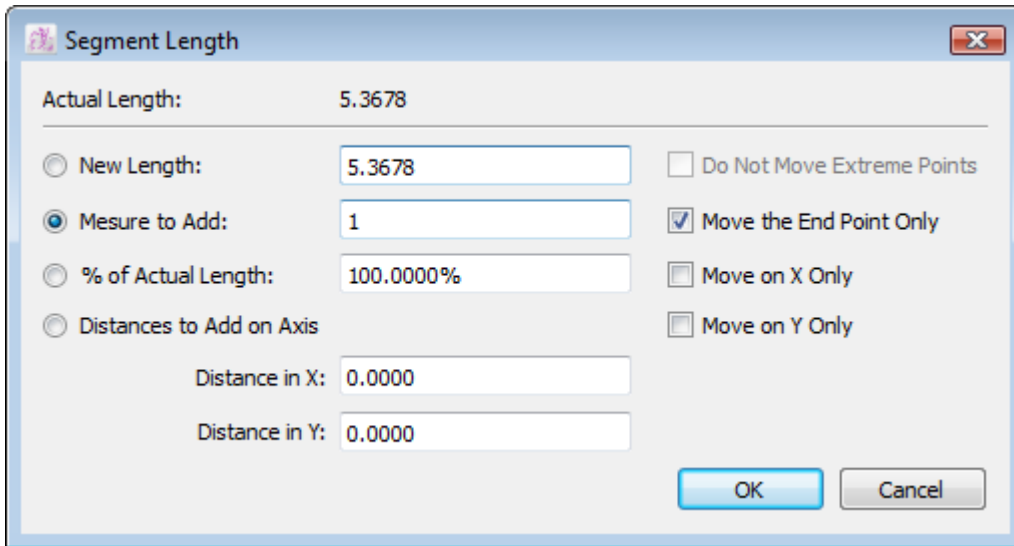 Segment Length
Actual Length: 5.3678
New Length: 5.3678 Do Not Move Extreme Points
Mesure to Add: 1 Move the End Point Only
% of Actual Length: 100.0000% Move on X Only
Distances to Add on Axis Move on Y Only
Distance in X: 0.0000
Distance in Y: 0.0000
OK Cancel